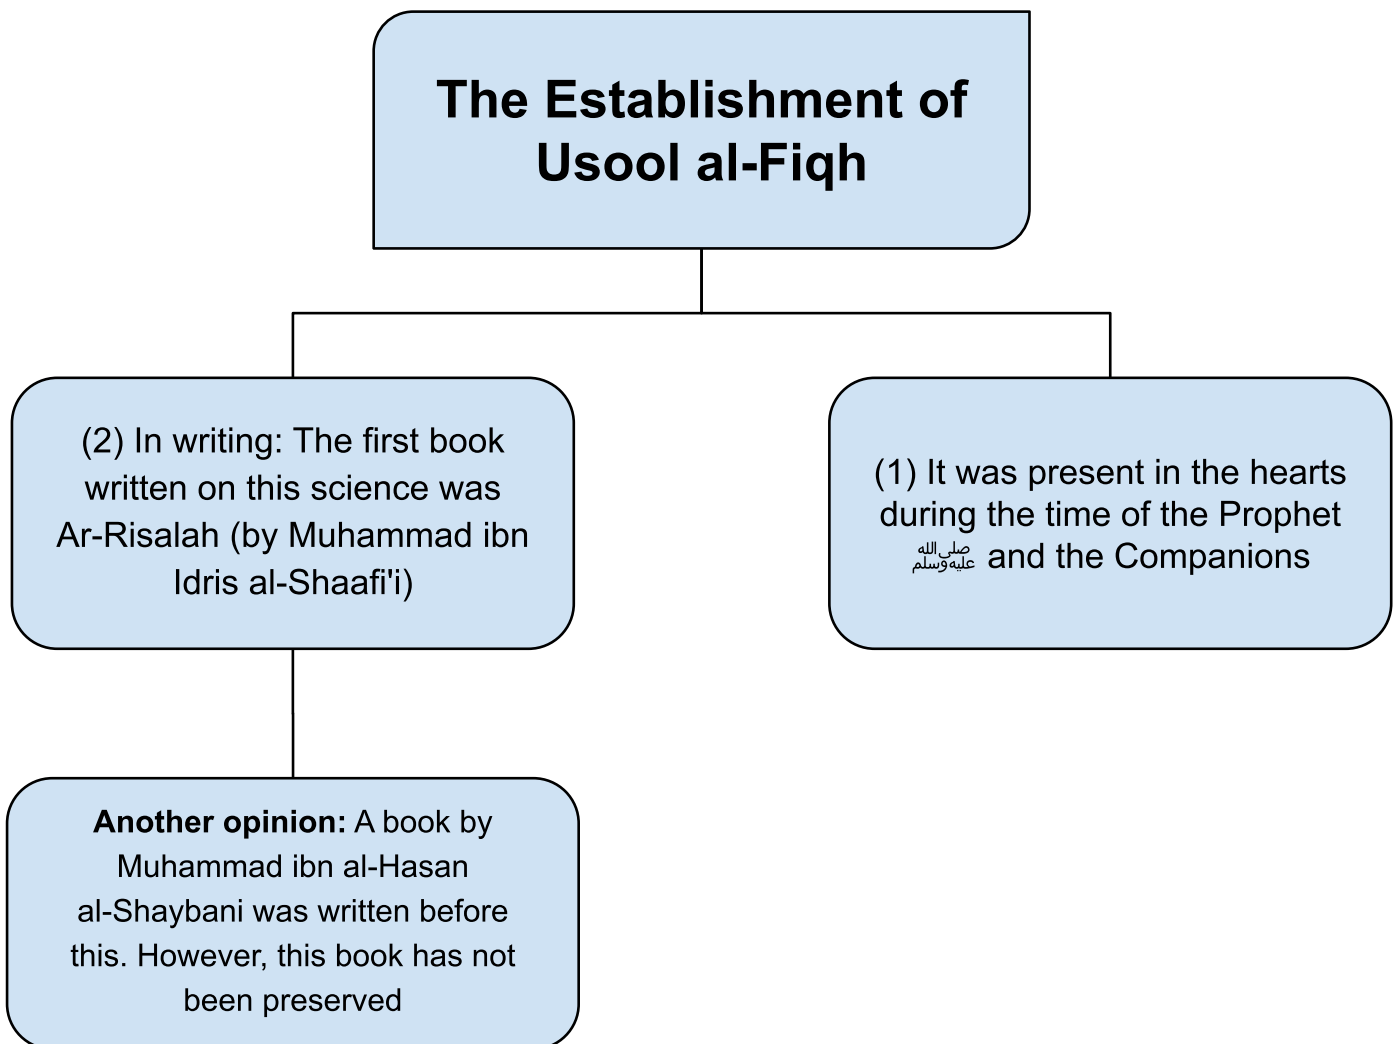 The Establishment of
Usool al-Fiqh
(2) In writing: The first book
written on this science was
Ar-Risalah (by Muhammad ibn
Idris al-Shaafi'i)
(1) It was present in the hearts
during the time of the Prophet
ﷺ and the Companions
Another opinion: A book by
Muhammad ibn al-Hasan
al-Shaybani was written before
this. However, this book has not
been preserved